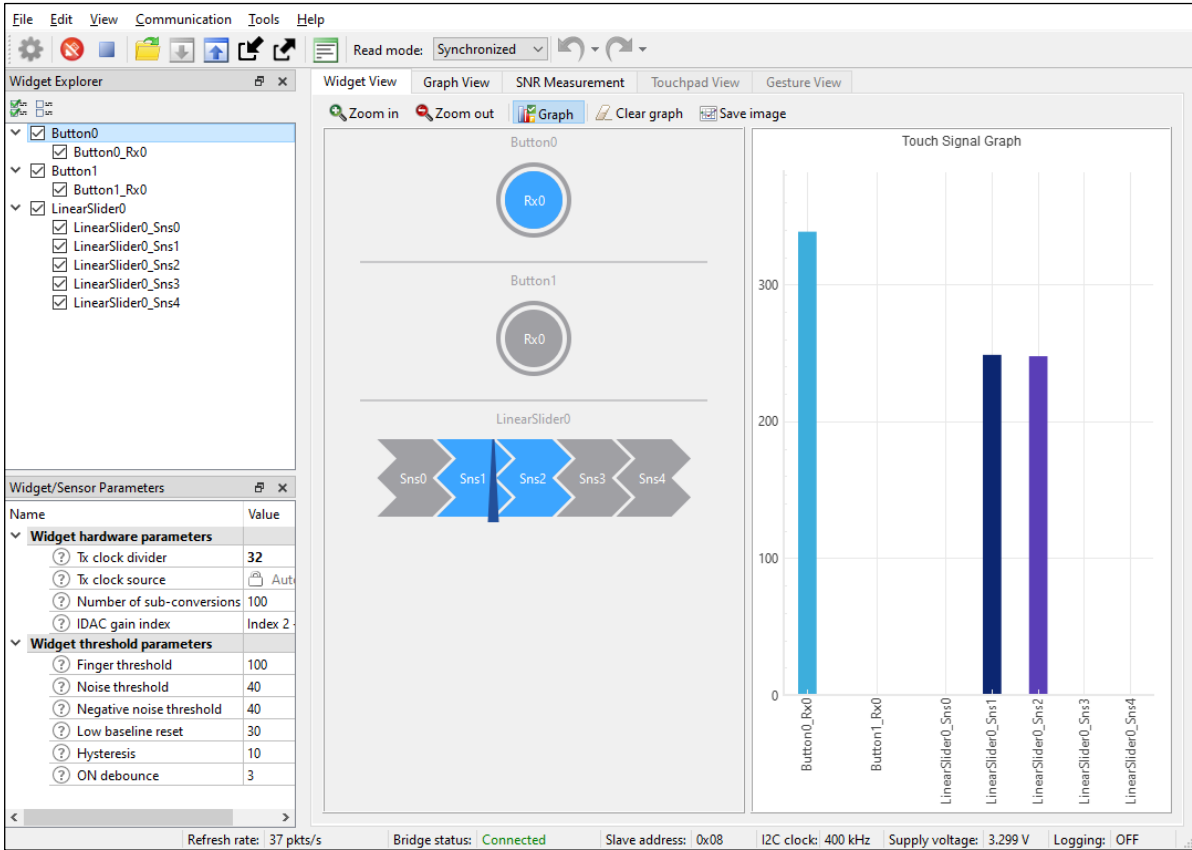 File Edit View Communication Tools Help
Read mode: Synchronized
Widget Explorer
Button0
Button0_Rx0
Button1
Button1_Rx0
LinearSlider0
LinearSlider0_Sns0
LinearSlider0_Sns1
LinearSlider0_Sns2
LinearSlider0_Sns3
LinearSlider0_Sns4
Widget/Sensor Parameters
Name Value
Widget hardware parameters
Tx clock divider 32
Tx clock source Auto
Number of sub-conversions 100
IDAC gain index Index 2 -
Widget threshold parameters
Finger threshold 100
Noise threshold 40
Negative noise threshold 40
Low baseline reset 30
Hysteresis 10
ON debounce 3
Widget View Graph View SNR Measurement Touchpad View Gesture View
Zoom in Zoom out Graph Clear graph Save image
Button0
Rx0
Button1
Rx0
LinearSlider0
Sns0 Sns1 Sns2 Sns3 Sns4
Touch Signal Graph
300
200
100
0
Button0_Rx0
Button1_Rx0
LinearSlider0_Sns0
LinearSlider0_Sns1
LinearSlider0_Sns2
LinearSlider0_Sns3
LinearSlider0_Sns4
Refresh rate: 37 pkts/s Bridge status: Connected Slave address: 0x08 I2C clock: 400 kHz Supply voltage: 3.299 V Logging: OFF